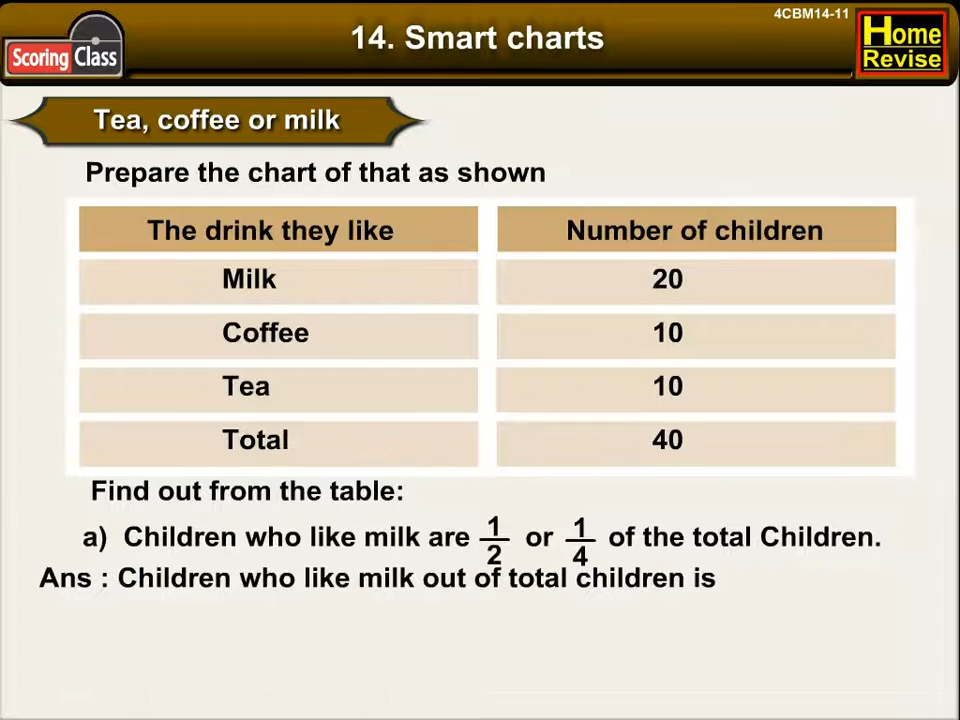 4CBM14-11
14. Smart charts
Scoring Class
Home
Revise
Tea, coffee or milk
Prepare the chart of that as shown
The drink they like Number of children
Milk 20
Coffee 10
Tea 10
Total 40
Find out from the table:
a) Children who like milk are 1/2 or 1/4 of the total Children.
Ans : Children who like milk out of total children is